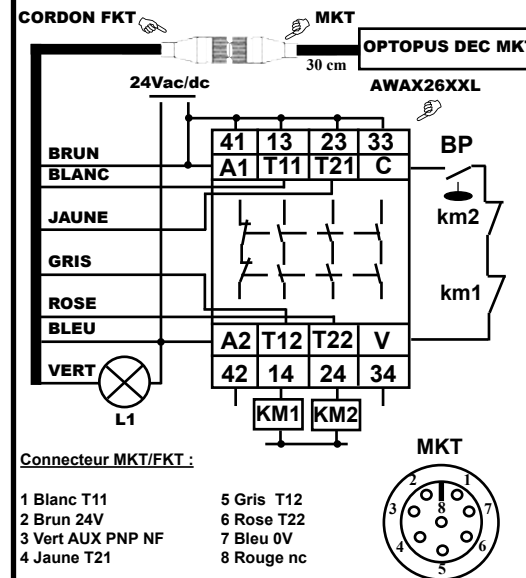 CORDON FKT
MKT
OPTOPUS DEC MKT
30 cm
24Vac/dc
AWAX26XXL
41 13 23 33
A1 T11 T21 C
BP
BRUN
BLANC
JAUNE
GRIS
ROSE
BLEU
VERT
km2
km1
A2 T12 T22 V
42 14 24 34
L1
KM1 KM2
Connecteur MKT/FKT :
MKT
1 Blanc T11
2 Brun 24V
3 Vert AUX PNP NF
4 Jaune T21
5 Gris T12
6 Rose T22
7 Bleu 0V
8 Rouge nc
2 1
3 8 7
4 6
5